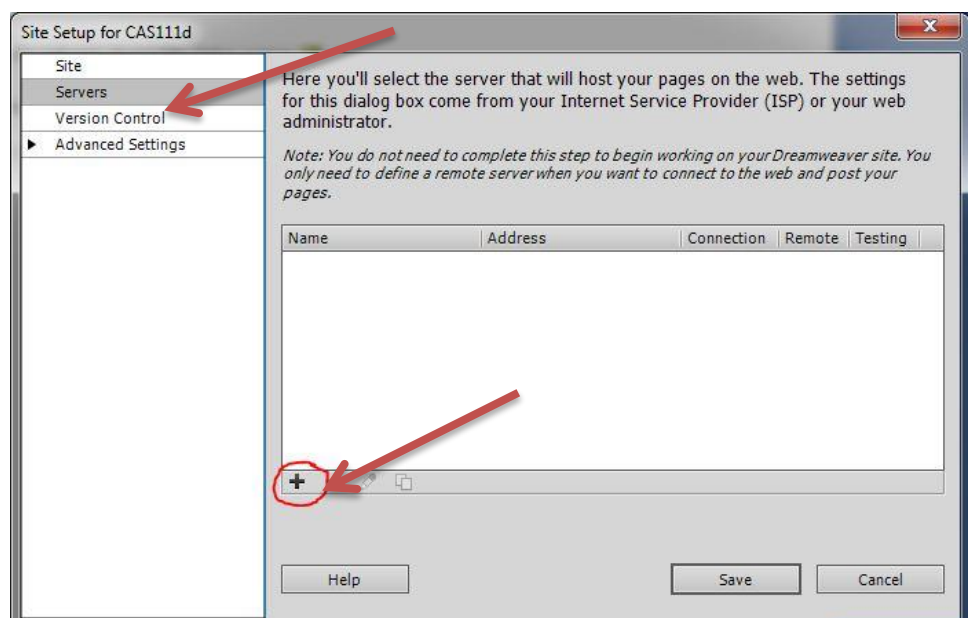 Site Setup for CAS111d
Site
Servers
Version Control
Advanced Settings
Here you'll select the server that will host your pages on the web. The settings
for this dialog box come from your Internet Service Provider (ISP) or your web
administrator.
Note: You do not need to complete this step to begin working on your Dreamweaver site. You
only need to define a remote server when you want to connect to the web and post your
pages.
Name Address Connection Remote Testing
Help Save Cancel